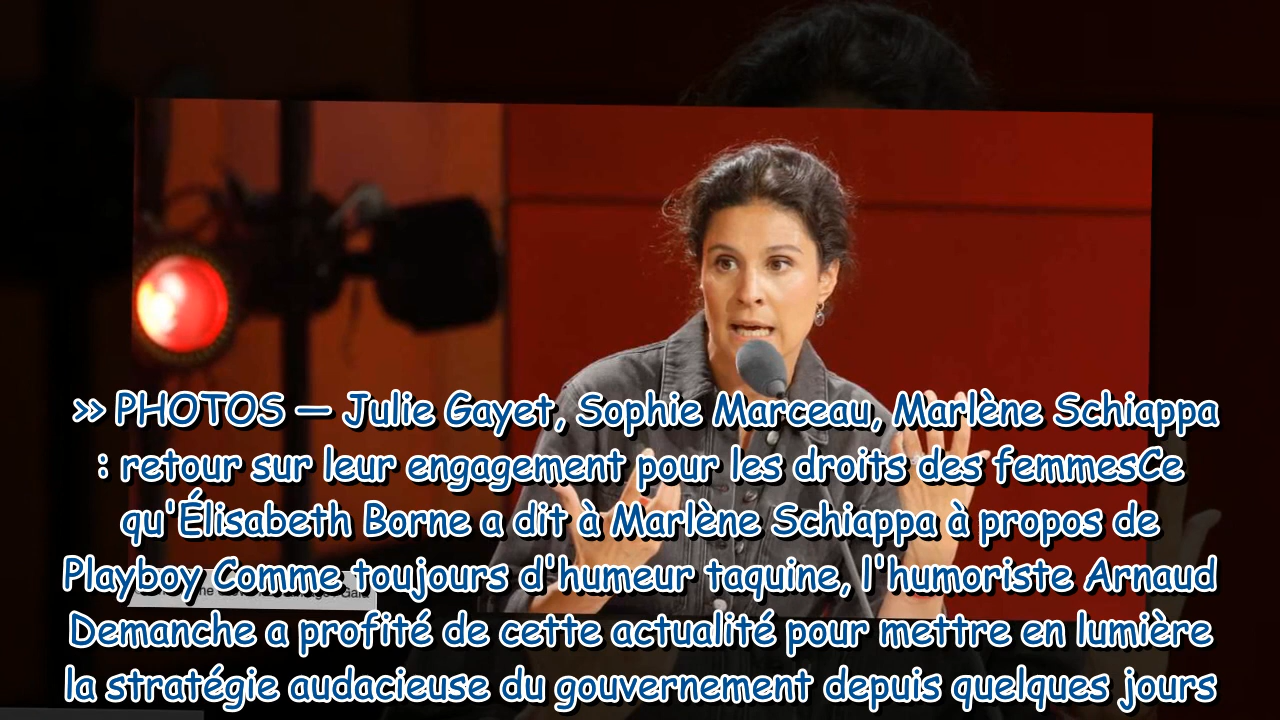 >> PHOTOS — Julie Gayet, Sophie Marceau, Marlène Schiappa
: retour sur leur engagement pour les droits des femmesCe
qu'Élisabeth Borne a dit à Marlène Schiappa à propos de
Playboy Comme toujours d'humeur taquine, l'humoriste Arnaud
Demanche a profité de cette actualité pour mettre en lumière
la stratégie audacieuse du gouvernement depuis quelques jours